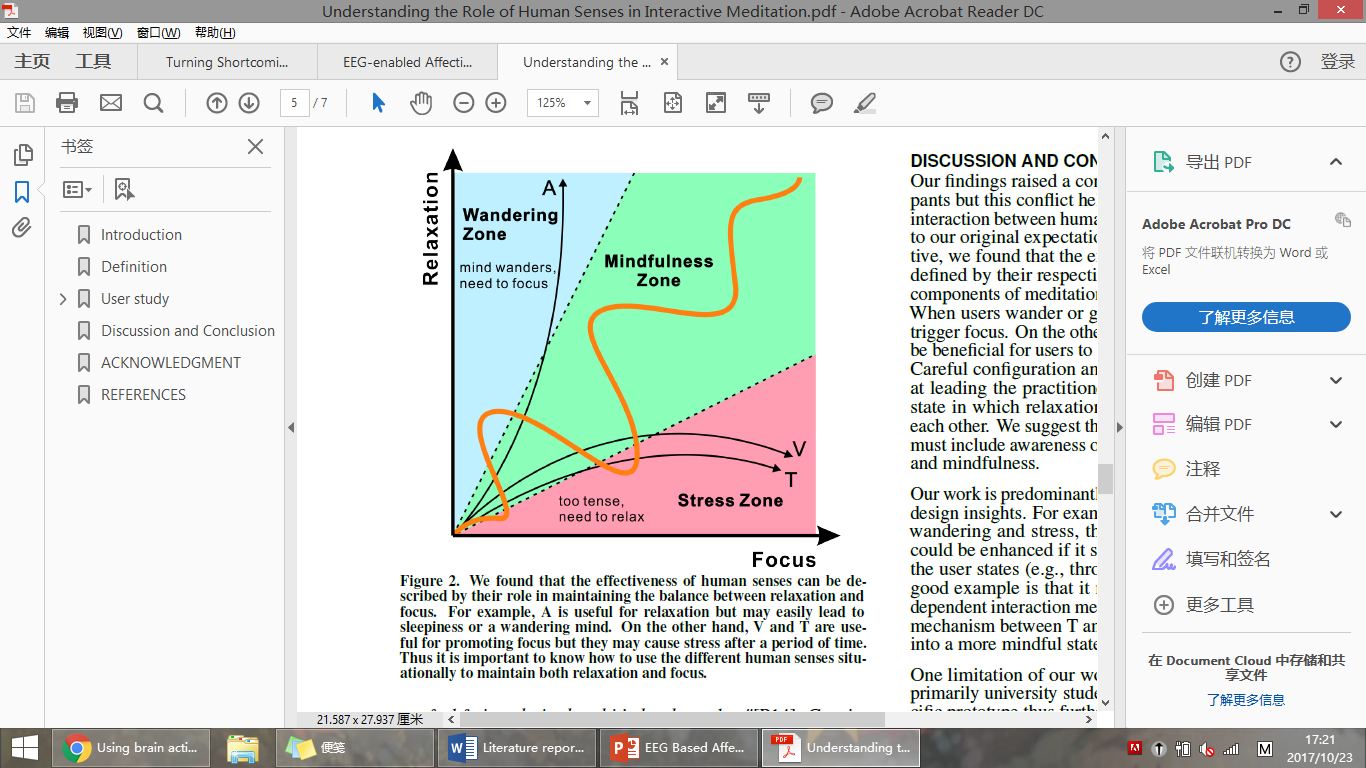 Understanding the Role of Human Senses in Interactive Meditation.pdf - Adobe Acrobat Reader DC
文件 编辑 视图(V) 窗口(W) 帮助(H)
主页 工具 Turning Shortcomi... EEG-enabled Affecti... Understanding the ... × 登录
5 / 7 125%
书签
Introduction
Definition
User study
Discussion and Conclusion
ACKNOWLEDGMENT
REFERENCES
Relaxation
A
Wandering
Zone
mind wanders,
need to focus
Mindfulness
Zone
V
T
too tense,
need to relax
Stress Zone
Focus
Figure 2. We found that the effectiveness of human senses can be de-
scribed by their role in maintaining the balance between relaxation and
focus. For example, A is useful for relaxation but may easily lead to
sleepiness or a wandering mind. On the other hand, V and T are use-
ful for promoting focus but they may cause stress after a period of time.
Thus it is important to know how to use the different human senses situ-
ationally to maintain both relaxation and focus.
DISCUSSION AND CON
Our findings raised a con
pants but this conflict he
interaction between huma
to our original expectatio
tive, we found that the e
defined by their respecti
components of meditation
When users wander or g
trigger focus. On the othe
be beneficial for users to
Careful configuration an
at leading the practitione
state in which relaxation
each other. We suggest th
must include awareness o
and mindfulness.
Our work is predominantl
design insights. For exam
wandering and stress, th
could be enhanced if it s
the user states (e.g., thro
good example is that it m
dependent interaction me
mechanism between T an
into a more mindful state
One limitation of our wo
primarily university stude
21.587 x 27.937 厘米
导出 PDF
Adobe Acrobat Pro DC
将 PDF 文件联机转换为 Word 或
Excel
了解更多信息
创建 PDF
编辑 PDF
注释
合并文件
填写和签名
更多工具
在 Document Cloud 中存储和共
享文件
了解更多信息
Using brain acti... 便笺 Literature repor... EEG Based Affe... Understanding t... M
17:21
2017/10/23